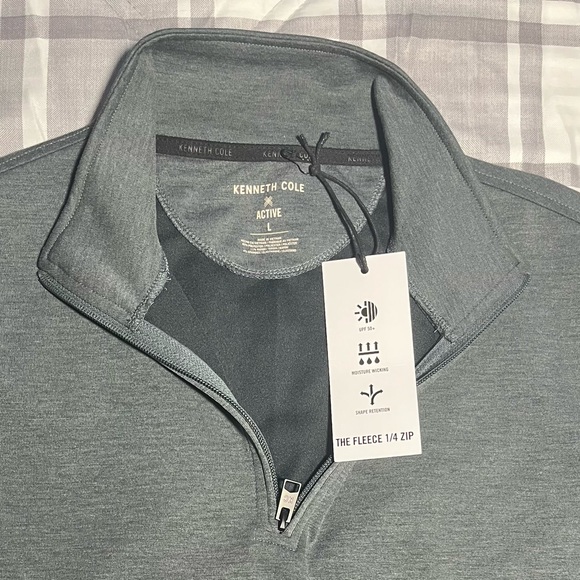 KENNETH COLE
KENNETH COLE
KENNETH COLE
ACTIVE
L
UPF 50+
MOISTURE WICKING
SHAPE RETENTION
THE FLEECE 1/4 ZIP